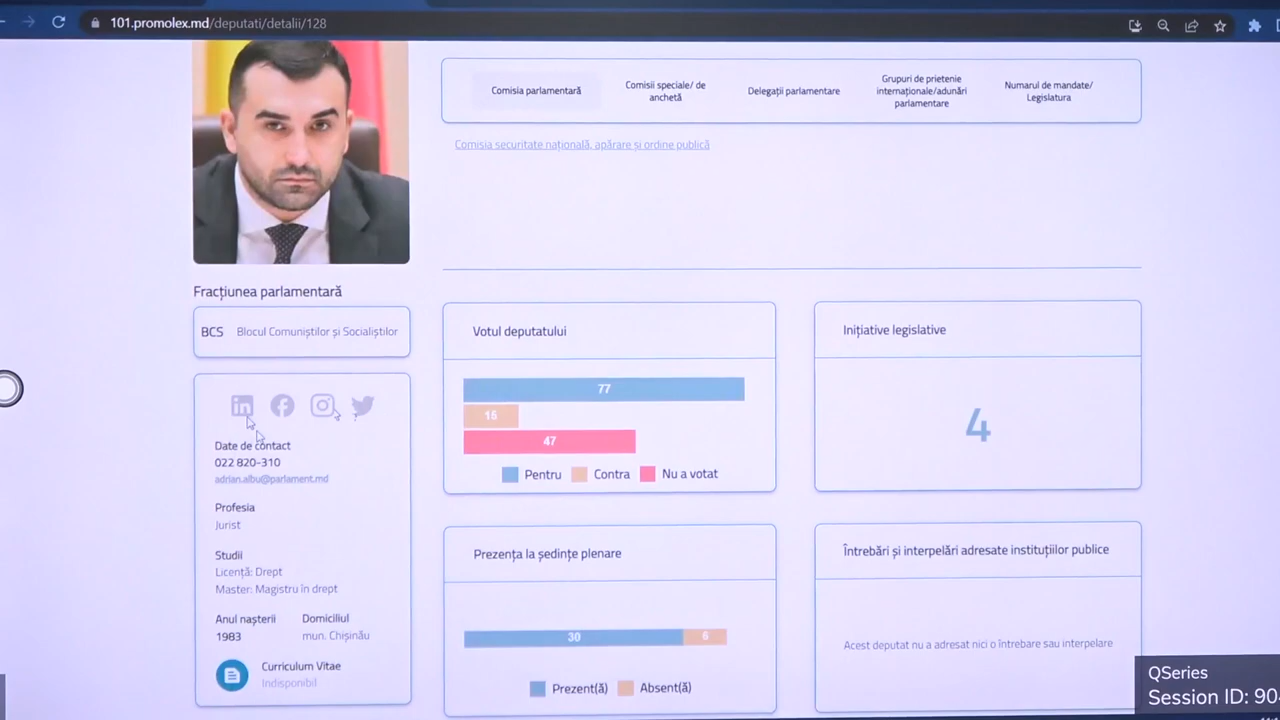 101.promolex.md/deputati/detalii/128
Comisia parlamentară
Comisii speciale/ de
anchetă
Delegații parlamentare
Grupuri de prietenie
internaționale/adunări
parlamentare
Numarul de mandate/
Legislatura
Comisia securitate națională, apărare și ordine publică
Fracțiunea parlamentară
BCS Blocul Comuniștilor și Socialiștilor
Date de contact
022 820-310
adrian.albu@parlament.md
Profesia
Jurist
Studii
Licență: Drept
Master: Magistru în drept
Anul nașterii
1983
Domiciliul
mun. Chișinău
Curriculum Vitae
Indisponibil
Votul deputatului
77
16
47
Pentru Contra Nu a votat
Inițiative legislative
4
Prezența la ședințe plenare
30 6
Prezent(ă) Absent(ă)
Întrebări și interpelări adresate instituțiilor publice
Acest deputat nu a adresat nici o întrebare sau interpelare
QSeries
Session ID: 90